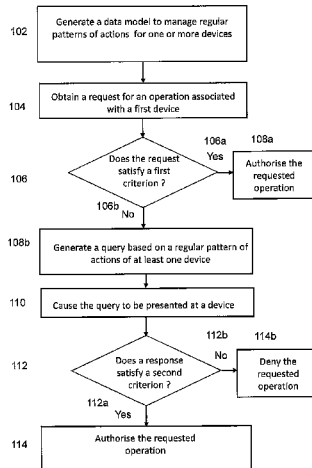 102
Generate a data model to manage regular
patterns of actions for one or more devices
104
Obtain a request for an operation associated
with a first device
106
Does the request
satisfy a first
criterion ?
106a
Yes
108a
Authorise the
requested
operation
106b
No
108b
Generate a query based on a regular pattern of
actions of at least one device
110
Cause the query to be presented at a device
112
Does a response
satisfy a second
criterion ?
112b
No
114b
Deny the
requested
operation
112a
Yes
114
Authorise the requested
operation